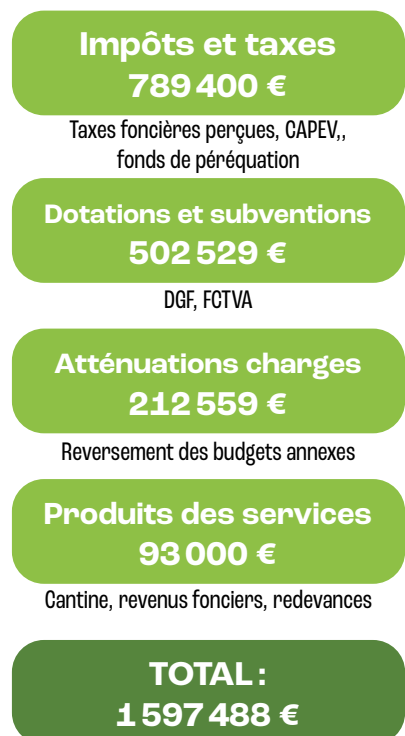 Impôts et taxes
789 400 €
Taxes foncières perçues, CAPEV,,
fonds de péréquation
Dotations et subventions
502 529 €
DGF, FCTVA
Atténuations charges
212 559 €
Reversement des budgets annexes
Produits des services
93 000 €
Cantine, revenus fonciers, redevances
TOTAL :
1 597 488 €